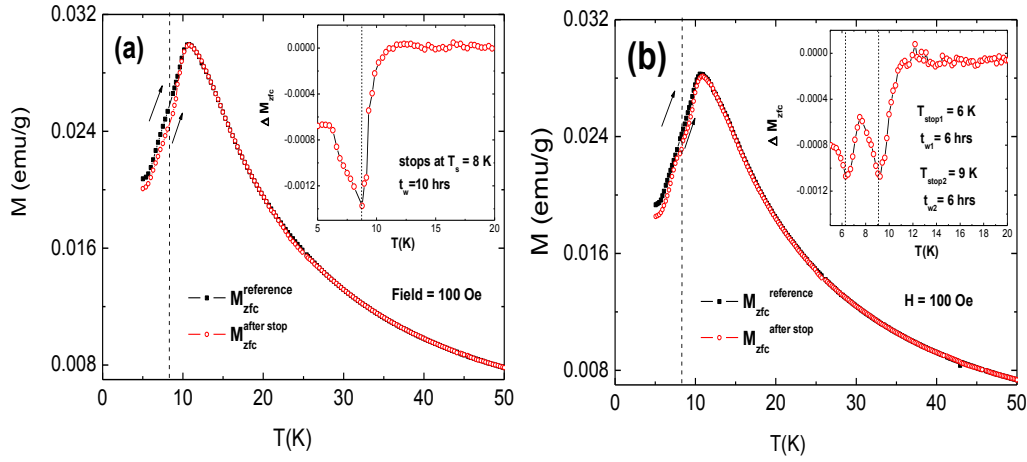 (a)
M (emu/g)
0.032
0.024
0.016
0.008
0
10
20
30
40
50
T(K)
M_zfc^reference
M_zfc^after stop
Field = 100 Oe
Δ M_zfc
0.0000
-0.0004
-0.0008
-0.0012
5
10
15
20
T(K)
stops at T_s = 8 K
t_w=10 hrs
(b)
M (emu/g)
0.032
0.024
0.016
0.008
0
10
20
30
40
50
T(K)
M_zfc^reference
M_zfc^after stop
H = 100 Oe
Δ M_zfc
0.0000
-0.0004
-0.0008
-0.0012
6
8
10
12
14
16
18
20
T(K)
T_stop1 = 6 K
t_w1 = 6 hrs
T_stop2 = 9 K
t_w2 = 6 hrs